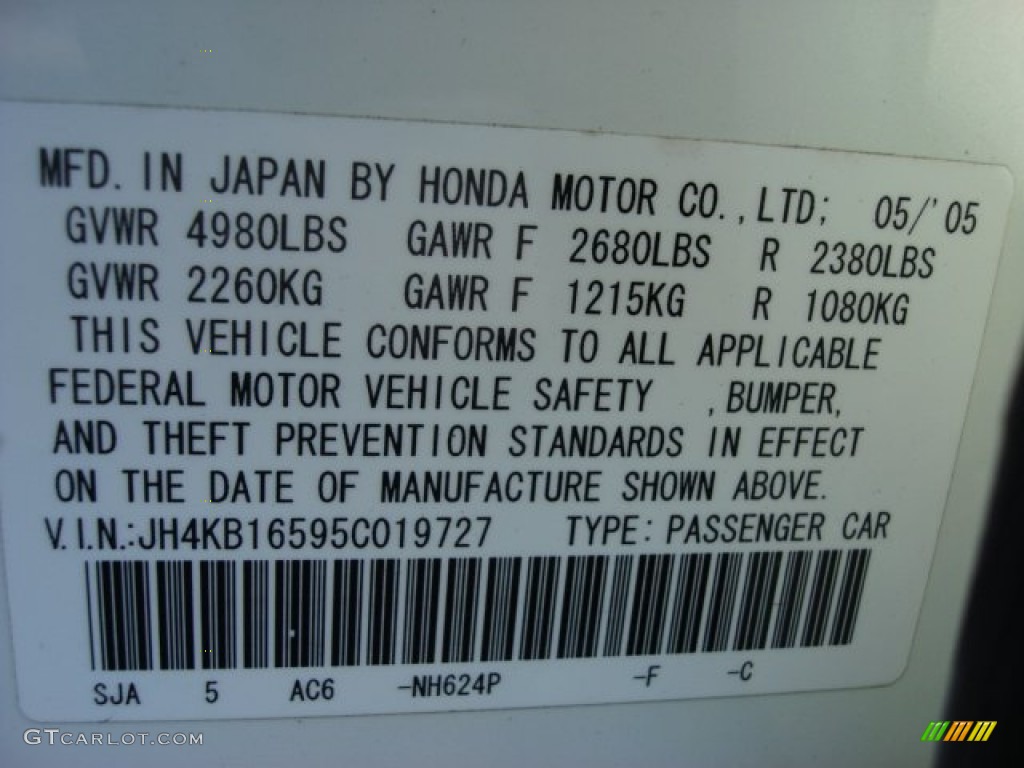 MFD. IN JAPAN BY HONDA MOTOR CO.,LTD; 05/'05
GVWR 4980LBS GAWR F 2680LBS R 2380LBS
GVWR 2260KG GAWR F 1215KG R 1080KG
THIS VEHICLE CONFORMS TO ALL APPLICABLE
FEDERAL MOTOR VEHICLE SAFETY ,BUMPER,
AND THEFT PREVENTION STANDARDS IN EFFECT
ON THE DATE OF MANUFACTURE SHOWN ABOVE.
V.I.N.:JH4KB16595C019727 TYPE:PASSENGER CAR
SJA 5 AC6 -NH624P -F -C
GTCARLOT.COM